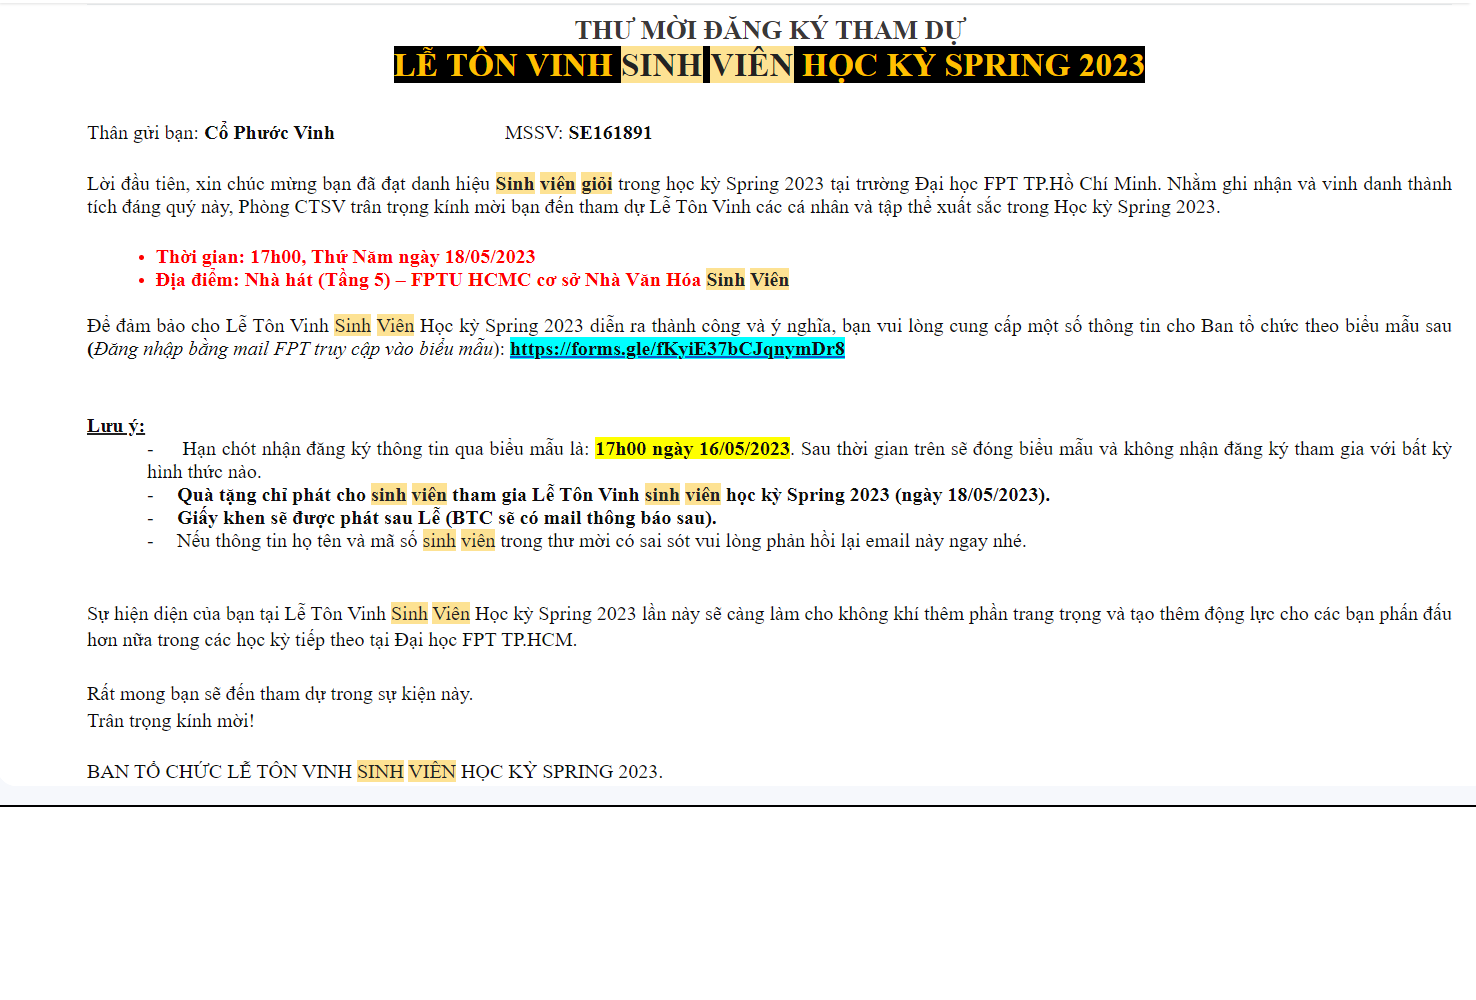 THƯ MỜI ĐĂNG KÝ THAM DỰ
LỄ TÔN VINH SINH VIÊN HỌC KỲ SPRING 2023
Thân gửi bạn: Cổ Phước Vinh MSSV: SE161891
Lời đầu tiên, xin chúc mừng bạn đã đạt danh hiệu Sinh viên giỏi trong học kỳ Spring 2023 tại trường Đại học FPT TP.Hồ Chí Minh. Nhằm ghi nhận và vinh danh thành
tích đáng quý này, Phòng CTSV trân trọng kính mời bạn đến tham dự Lễ Tôn Vinh các cá nhân và tập thể xuất sắc trong Học kỳ Spring 2023.
• Thời gian: 17h00, Thứ Năm ngày 18/05/2023
• Địa điểm: Nhà hát (Tầng 5) – FPTU HCMC cơ sở Nhà Văn Hóa Sinh Viên
Để đảm bảo cho Lễ Tôn Vinh Sinh Viên Học kỳ Spring 2023 diễn ra thành công và ý nghĩa, bạn vui lòng cung cấp một số thông tin cho Ban tổ chức theo biểu mẫu sau
(Đăng nhập bằng mail FPT truy cập vào biểu mẫu): https://forms.gle/fKyiE37bCJqnymDr8
Lưu ý:
- Hạn chót nhận đăng ký thông tin qua biểu mẫu là: 17h00 ngày 16/05/2023. Sau thời gian trên sẽ đóng biểu mẫu và không nhận đăng ký tham gia với bất kỳ
hình thức nào.
- Quà tặng chỉ phát cho sinh viên tham gia Lễ Tôn Vinh sinh viên học kỳ Spring 2023 (ngày 18/05/2023).
- Giấy khen sẽ được phát sau Lễ (BTC sẽ có mail thông báo sau).
- Nếu thông tin họ tên và mã số sinh viên trong thư mời có sai sót vui lòng phản hồi lại email này ngay nhé.
Sự hiện diện của bạn tại Lễ Tôn Vinh Sinh Viên Học kỳ Spring 2023 lần này sẽ càng làm cho không khí thêm phần trang trọng và tạo thêm động lực cho các bạn phấn đấu
hơn nữa trong các học kỳ tiếp theo tại Đại học FPT TP.HCM.
Rất mong bạn sẽ đến tham dự trong sự kiện này.
Trân trọng kính mời!
BAN TỔ CHỨC LỄ TÔN VINH SINH VIÊN HỌC KỲ SPRING 2023.